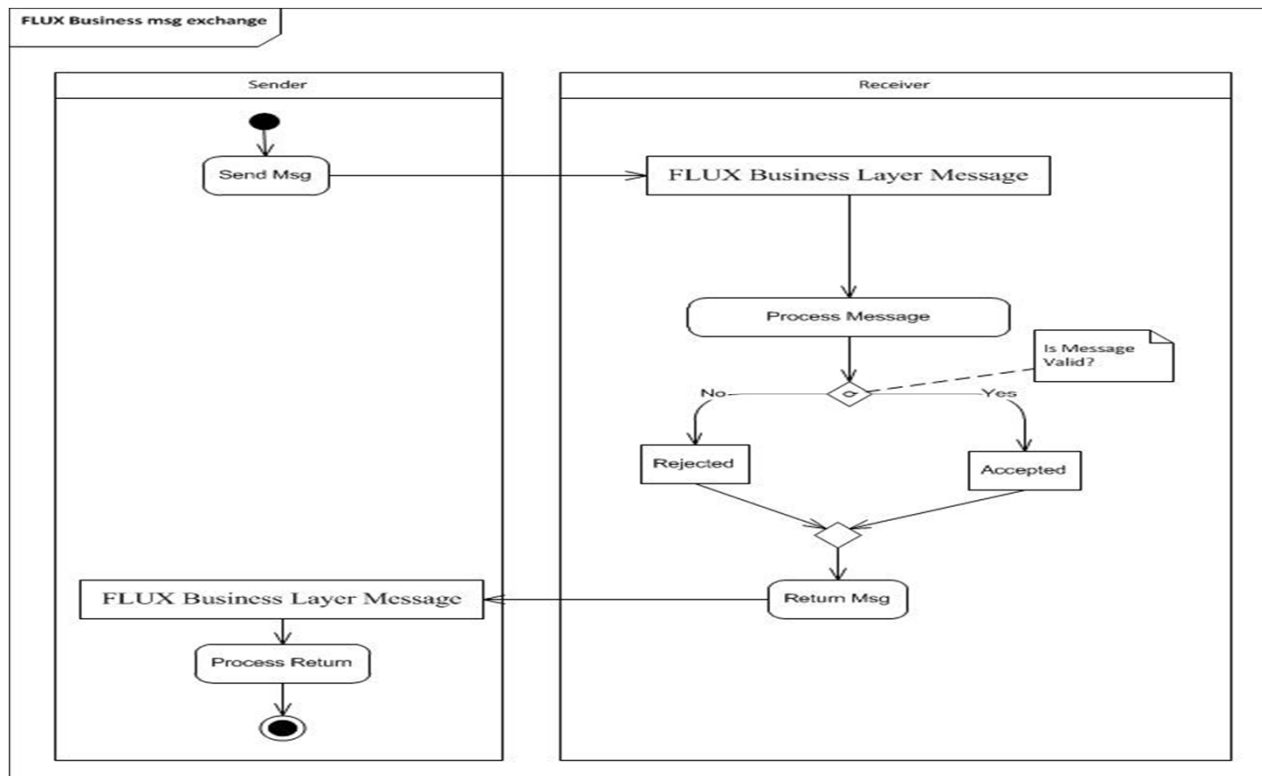 FLUX Business msg exchange
Sender
Receiver
Send Msg
FLUX Business Layer Message
Process Message
Is Message
Valid?
No
Yes
Rejected
Accepted
FLUX Business Layer Message
Return Msg
Process Return